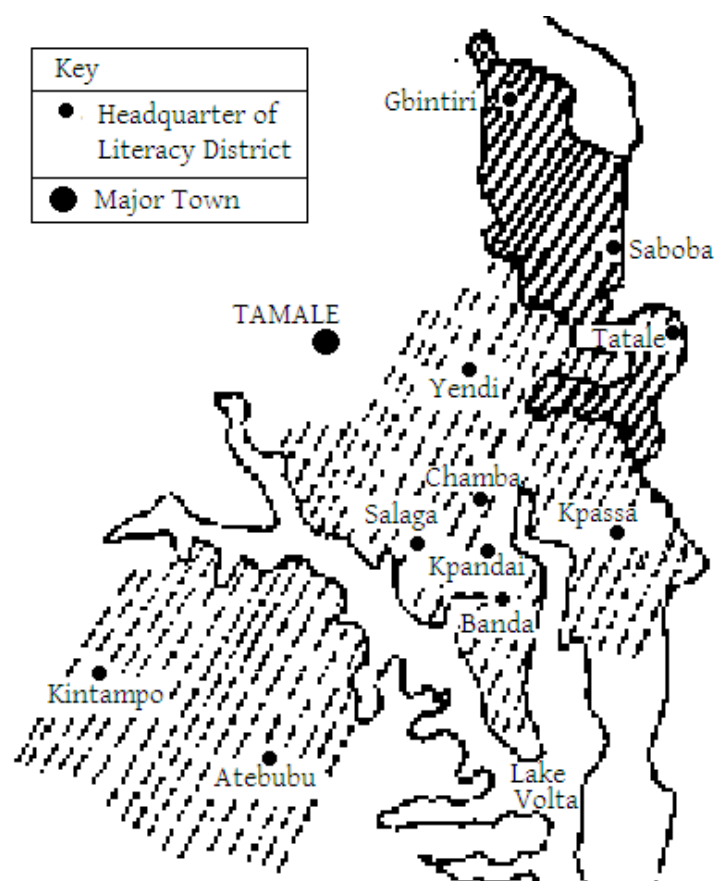 Key
Headquarter of
Literacy District
Major Town
Gbintiri
Saboba
TAMALE
Tatale
Yendi
Chamba
Salaga
Kpassa
Kpandai
Banda
Kintampo
Atebubu
Lake
Volta